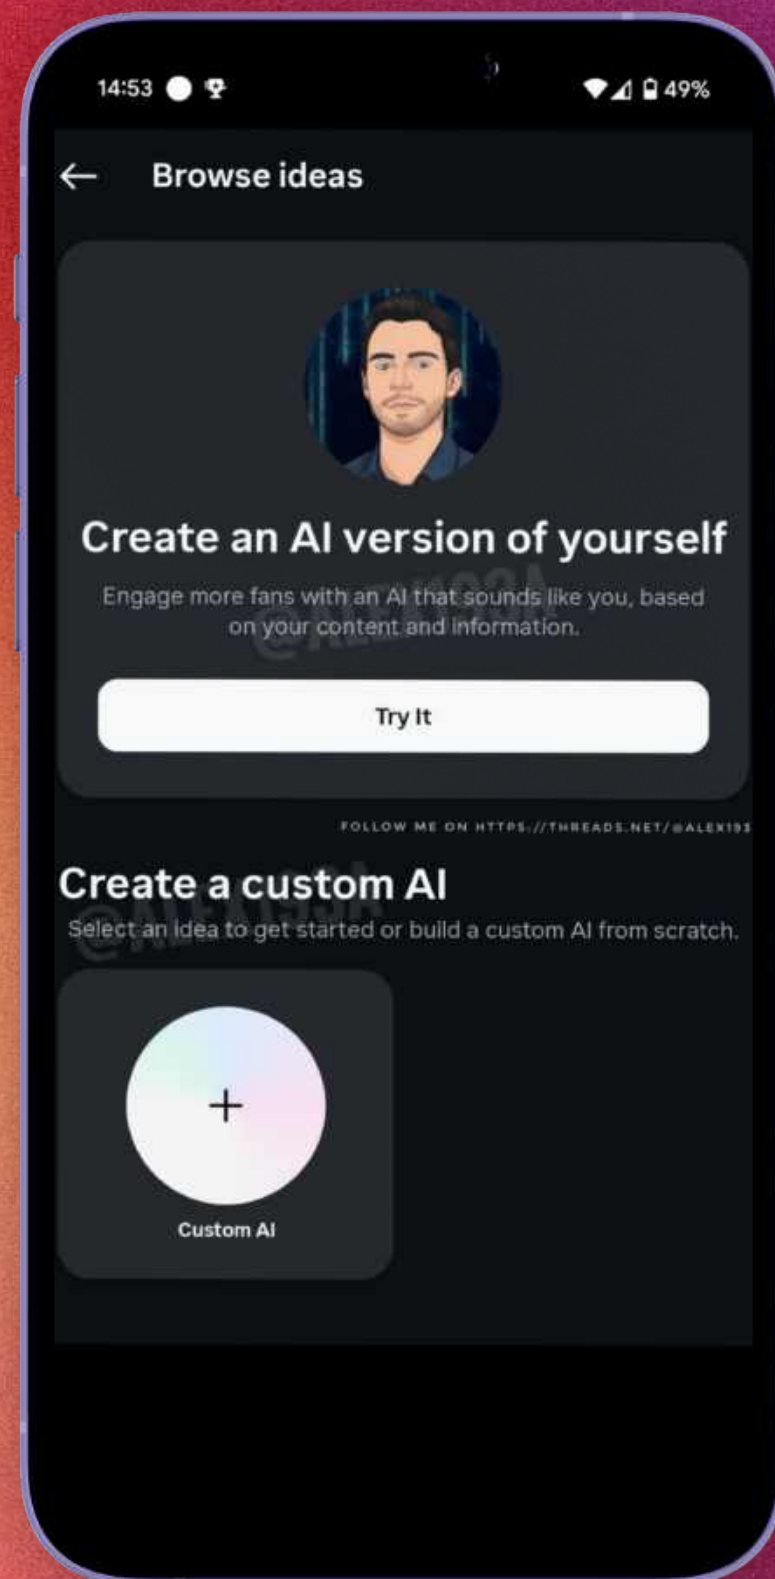 14:53 49%
Browse ideas
Create an AI version of yourself
Engage more fans with an AI that sounds like you, based
on your content and information.
@ALEX193A
Try It
FOLLOW ME ON HTTPS://THREADS.NET/@ALEX193
Create a custom AI
@ALEX193A
Select an idea to get started or build a custom AI from scratch.
Custom AI